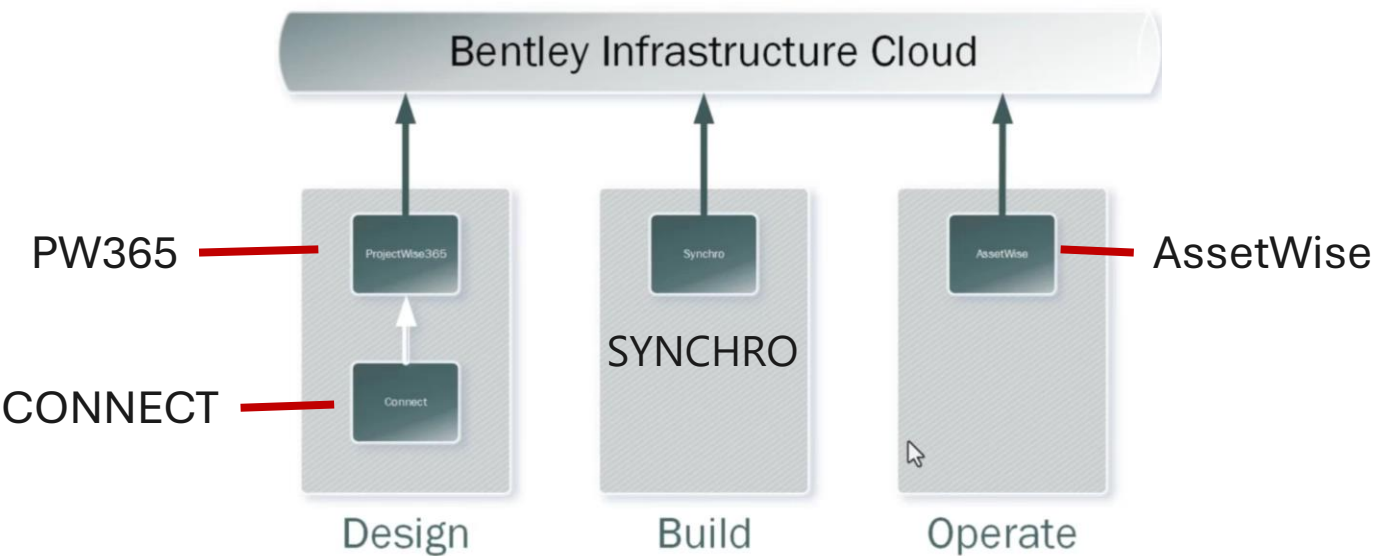 Bentley Infrastructure Cloud
PW365
ProjectWise365
Synchro
AssetWise
AssetWise
SYNCHRO
CONNECT
Connect
Design
Build
Operate